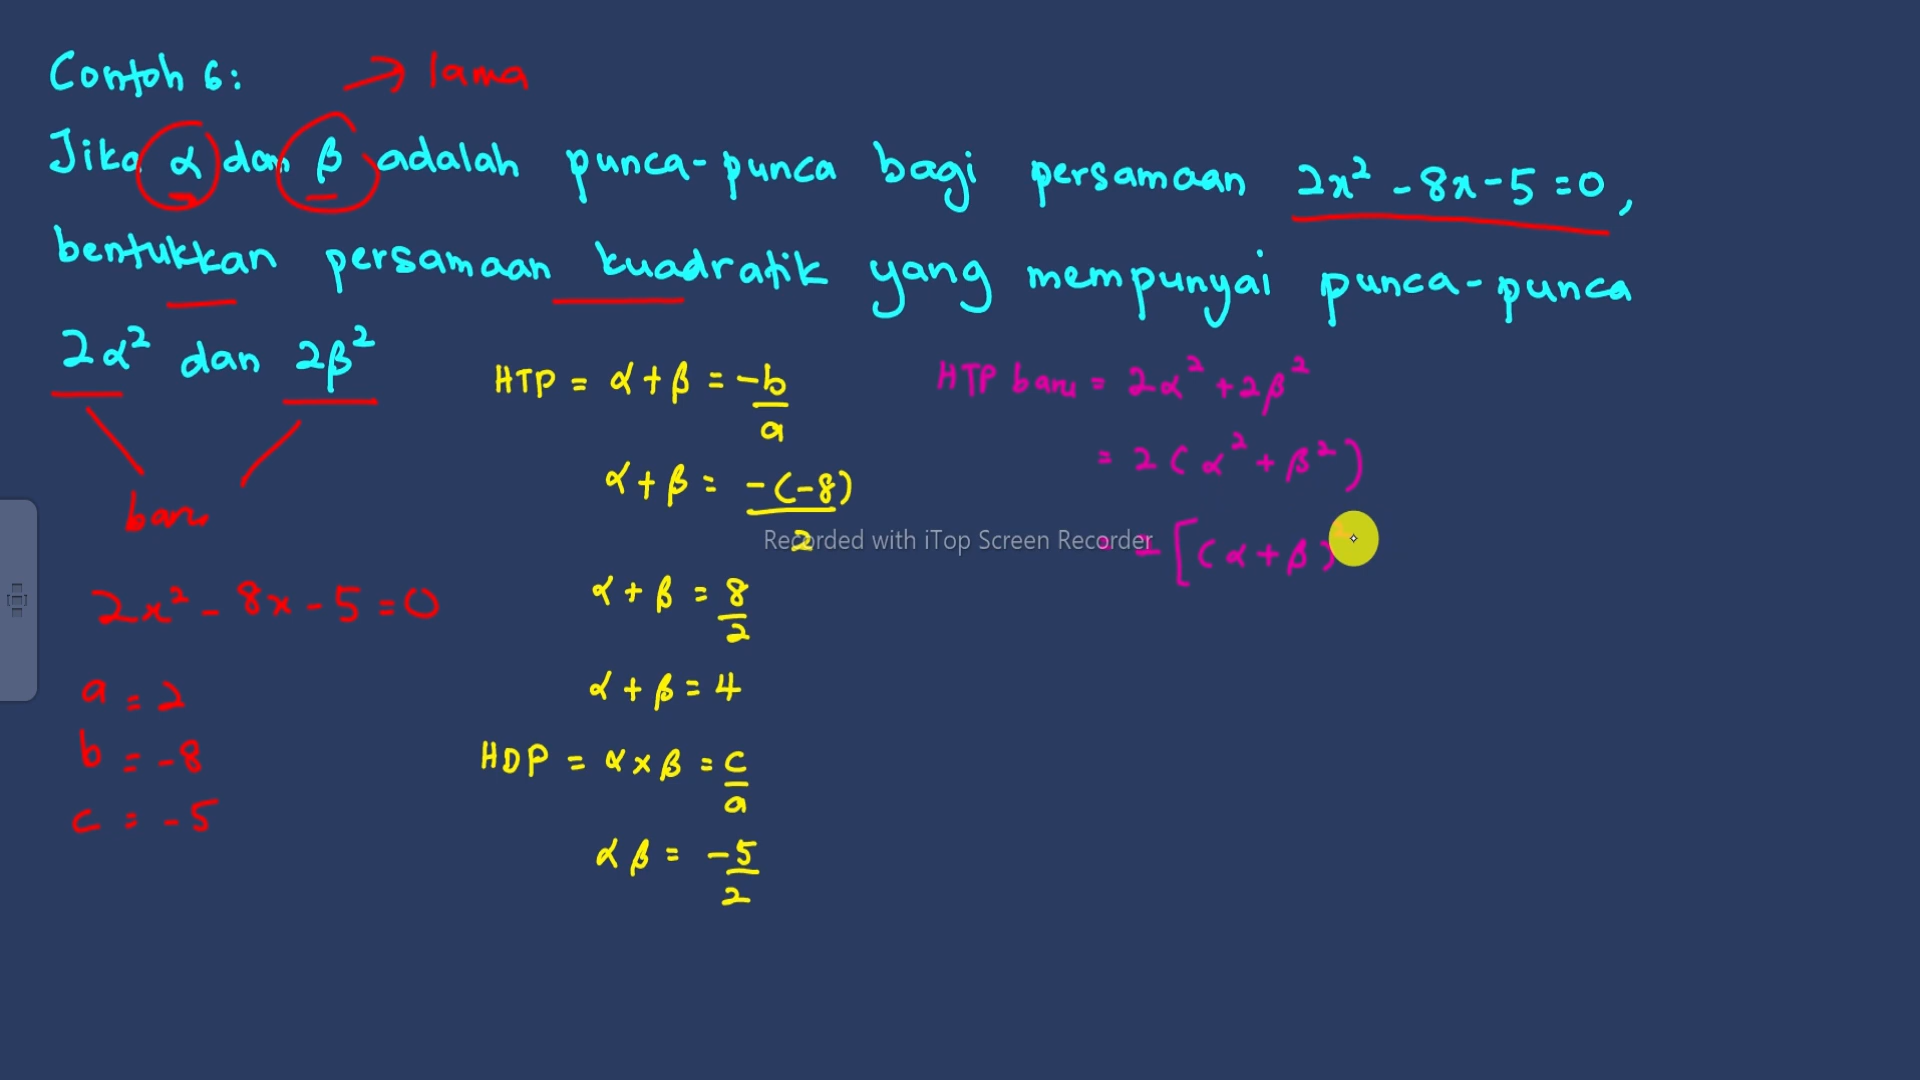 Contoh 6:
→ lama
Jika α dan β adalah punca-punca bagi persamaan 2x² - 8x - 5 = 0,
bentukkan persamaan kuadratik yang mempunyai punca-punca
2α² dan 2β²
baru
2x² - 8x - 5 = 0
a = 2
b = -8
c = -5
HTP = α + β = -b/a
α + β = -(-8)/2
α + β = 8/2
α + β = 4
HDP = α × β = c/a
αβ = -5/2
HTP baru = 2α² + 2β²
= 2(α² + β²)
= 2[(α + β)
Recorded with iTop Screen Recorder